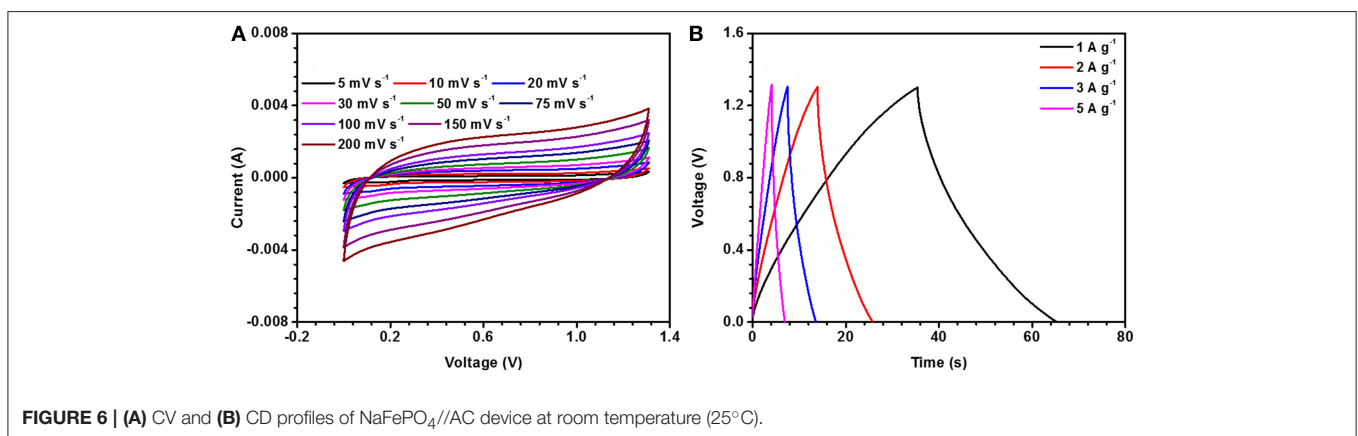 A
0.008
0.004
0.000
-0.004
-0.008
Current (A)
5 mV s⁻¹ 10 mV s⁻¹ 20 mV s⁻¹
30 mV s⁻¹ 50 mV s⁻¹ 75 mV s⁻¹
100 mV s⁻¹ 150 mV s⁻¹
200 mV s⁻¹
-0.2 0.2 0.6 1.0 1.4
Voltage (V)
B
1.6
1.2
0.8
0.4
0.0
Voltage (V)
1 A g⁻¹
2 A g⁻¹
3 A g⁻¹
5 A g⁻¹
0 20 40 60 80
Time (s)
FIGURE 6 | (A) CV and (B) CD profiles of NaFePO₄//AC device at room temperature (25°C).